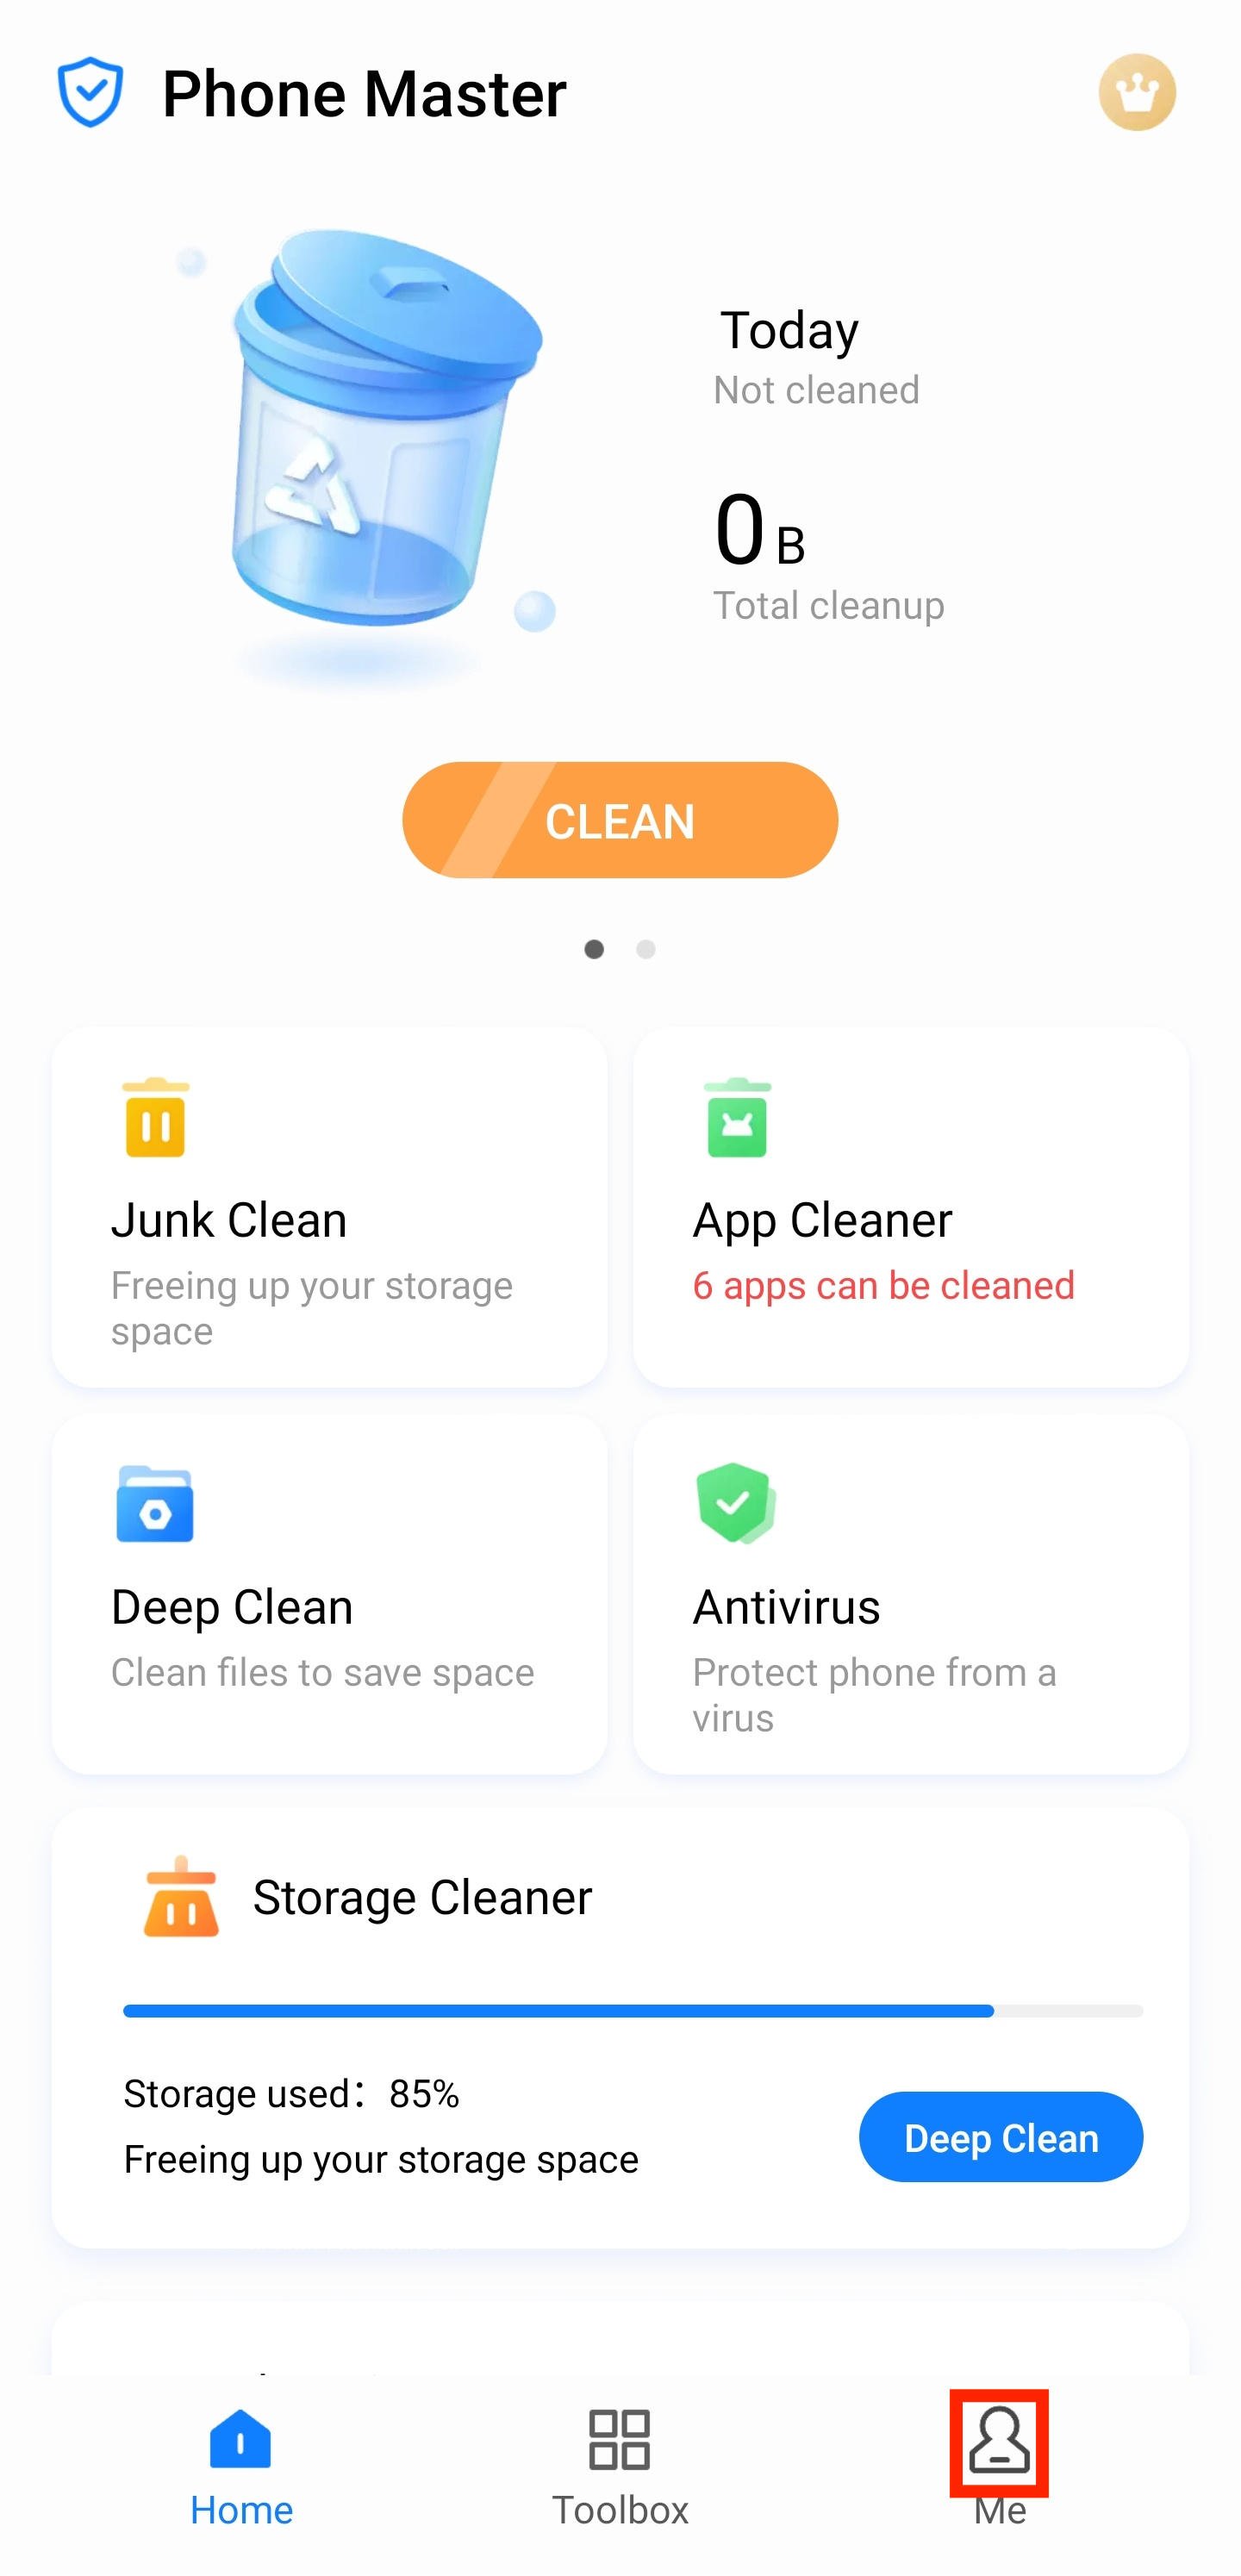 Phone Master
Today
Not cleaned
0 B
Total cleanup
CLEAN
Junk Clean
Freeing up your storage
space
App Cleaner
6 apps can be cleaned
Deep Clean
Clean files to save space
Antivirus
Protect phone from a
virus
Storage Cleaner
Storage used：85%
Freeing up your storage space
Deep Clean
Home
Toolbox
Me